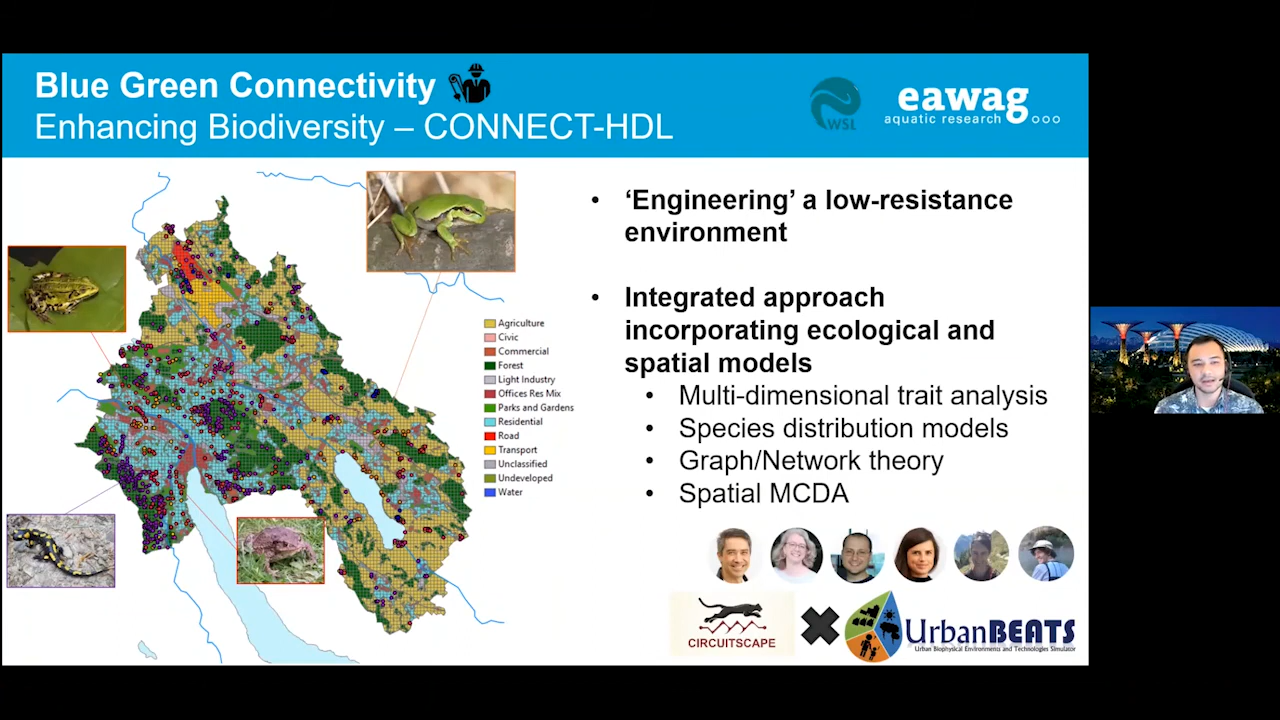 Blue Green Connectivity
Enhancing Biodiversity – CONNECT-HDL
WSL
eawag
aquatic research
‘Engineering’ a low-resistance
environment
Integrated approach
incorporating ecological and
spatial models
Multi-dimensional trait analysis
Species distribution models
Graph/Network theory
Spatial MCDA
Agriculture
Civic
Commercial
Forest
Light Industry
Offices Res Mix
Parks and Gardens
Residential
Road
Transport
Unclassified
Undeveloped
Water
CIRCUITSCAPE
UrbanBEATS
Urban Biophysical Environments and Technologies Simulator